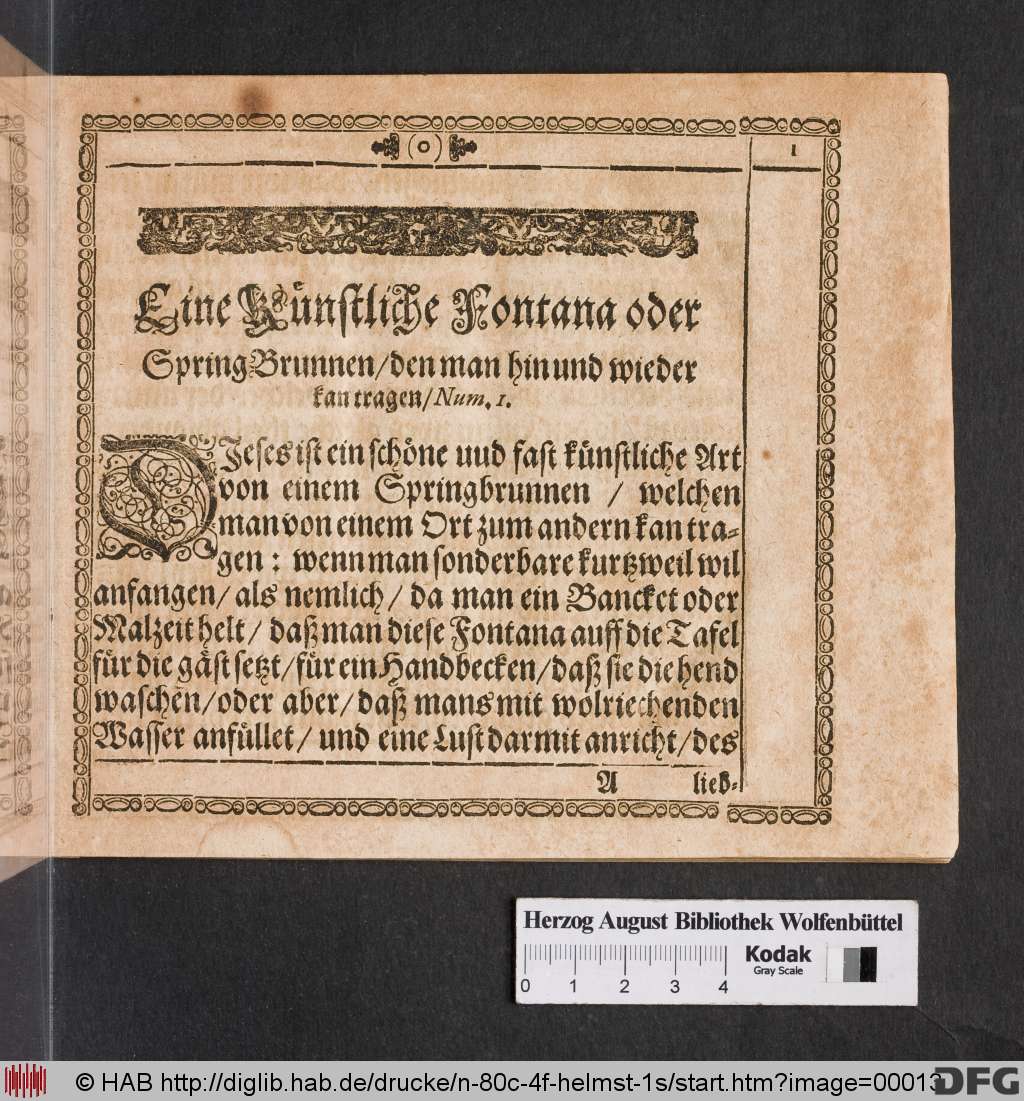 (o)
1
Eine Künstliche Fontana oder
Spring-Brunnen/den man hin und wieder
kan tragen/Num. 1.
DJeses ist ein schöne uud fast künstliche Art
von einem Springbrunnen / welchen
man von einem Ort zum andern kan tra-
gen : wenn man sonderbare kurtzweil wil
anfangen/ als nemlich/ da man ein Bancket oder
Malzeit helt/ daß man diese Fontana auff die Tafel
für die gäst setzt/für ein Handbecken/daß sie die hend
waschen/oder aber/daß mans mit wolriechenden
Wasser anfüllet/ und eine Lust darmit anricht/des
A lieb-
Herzog August Bibliothek Wolfenbüttel
Kodak
Gray Scale
0 1 2 3 4
© HAB http://diglib.hab.de/drucke/n-80c-4f-helmst-1s/start.htm?image=00013
DFG